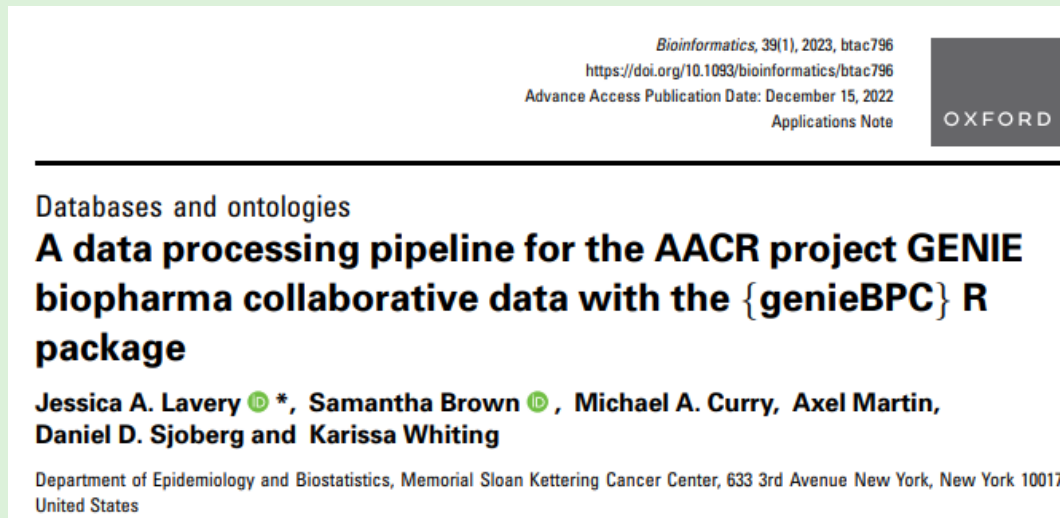 Bioinformatics, 39(1), 2023, btac796
https://doi.org/10.1093/bioinformatics/btac796
Advance Access Publication Date: December 15, 2022
Applications Note
OXFORD
Databases and ontologies
A data processing pipeline for the AACR project GENIE
biopharma collaborative data with the {genieBPC} R
package
Jessica A. Lavery iD *, Samantha Brown iD , Michael A. Curry, Axel Martin,
Daniel D. Sjoberg and Karissa Whiting
Department of Epidemiology and Biostatistics, Memorial Sloan Kettering Cancer Center, 633 3rd Avenue New York, New York 10017
United States